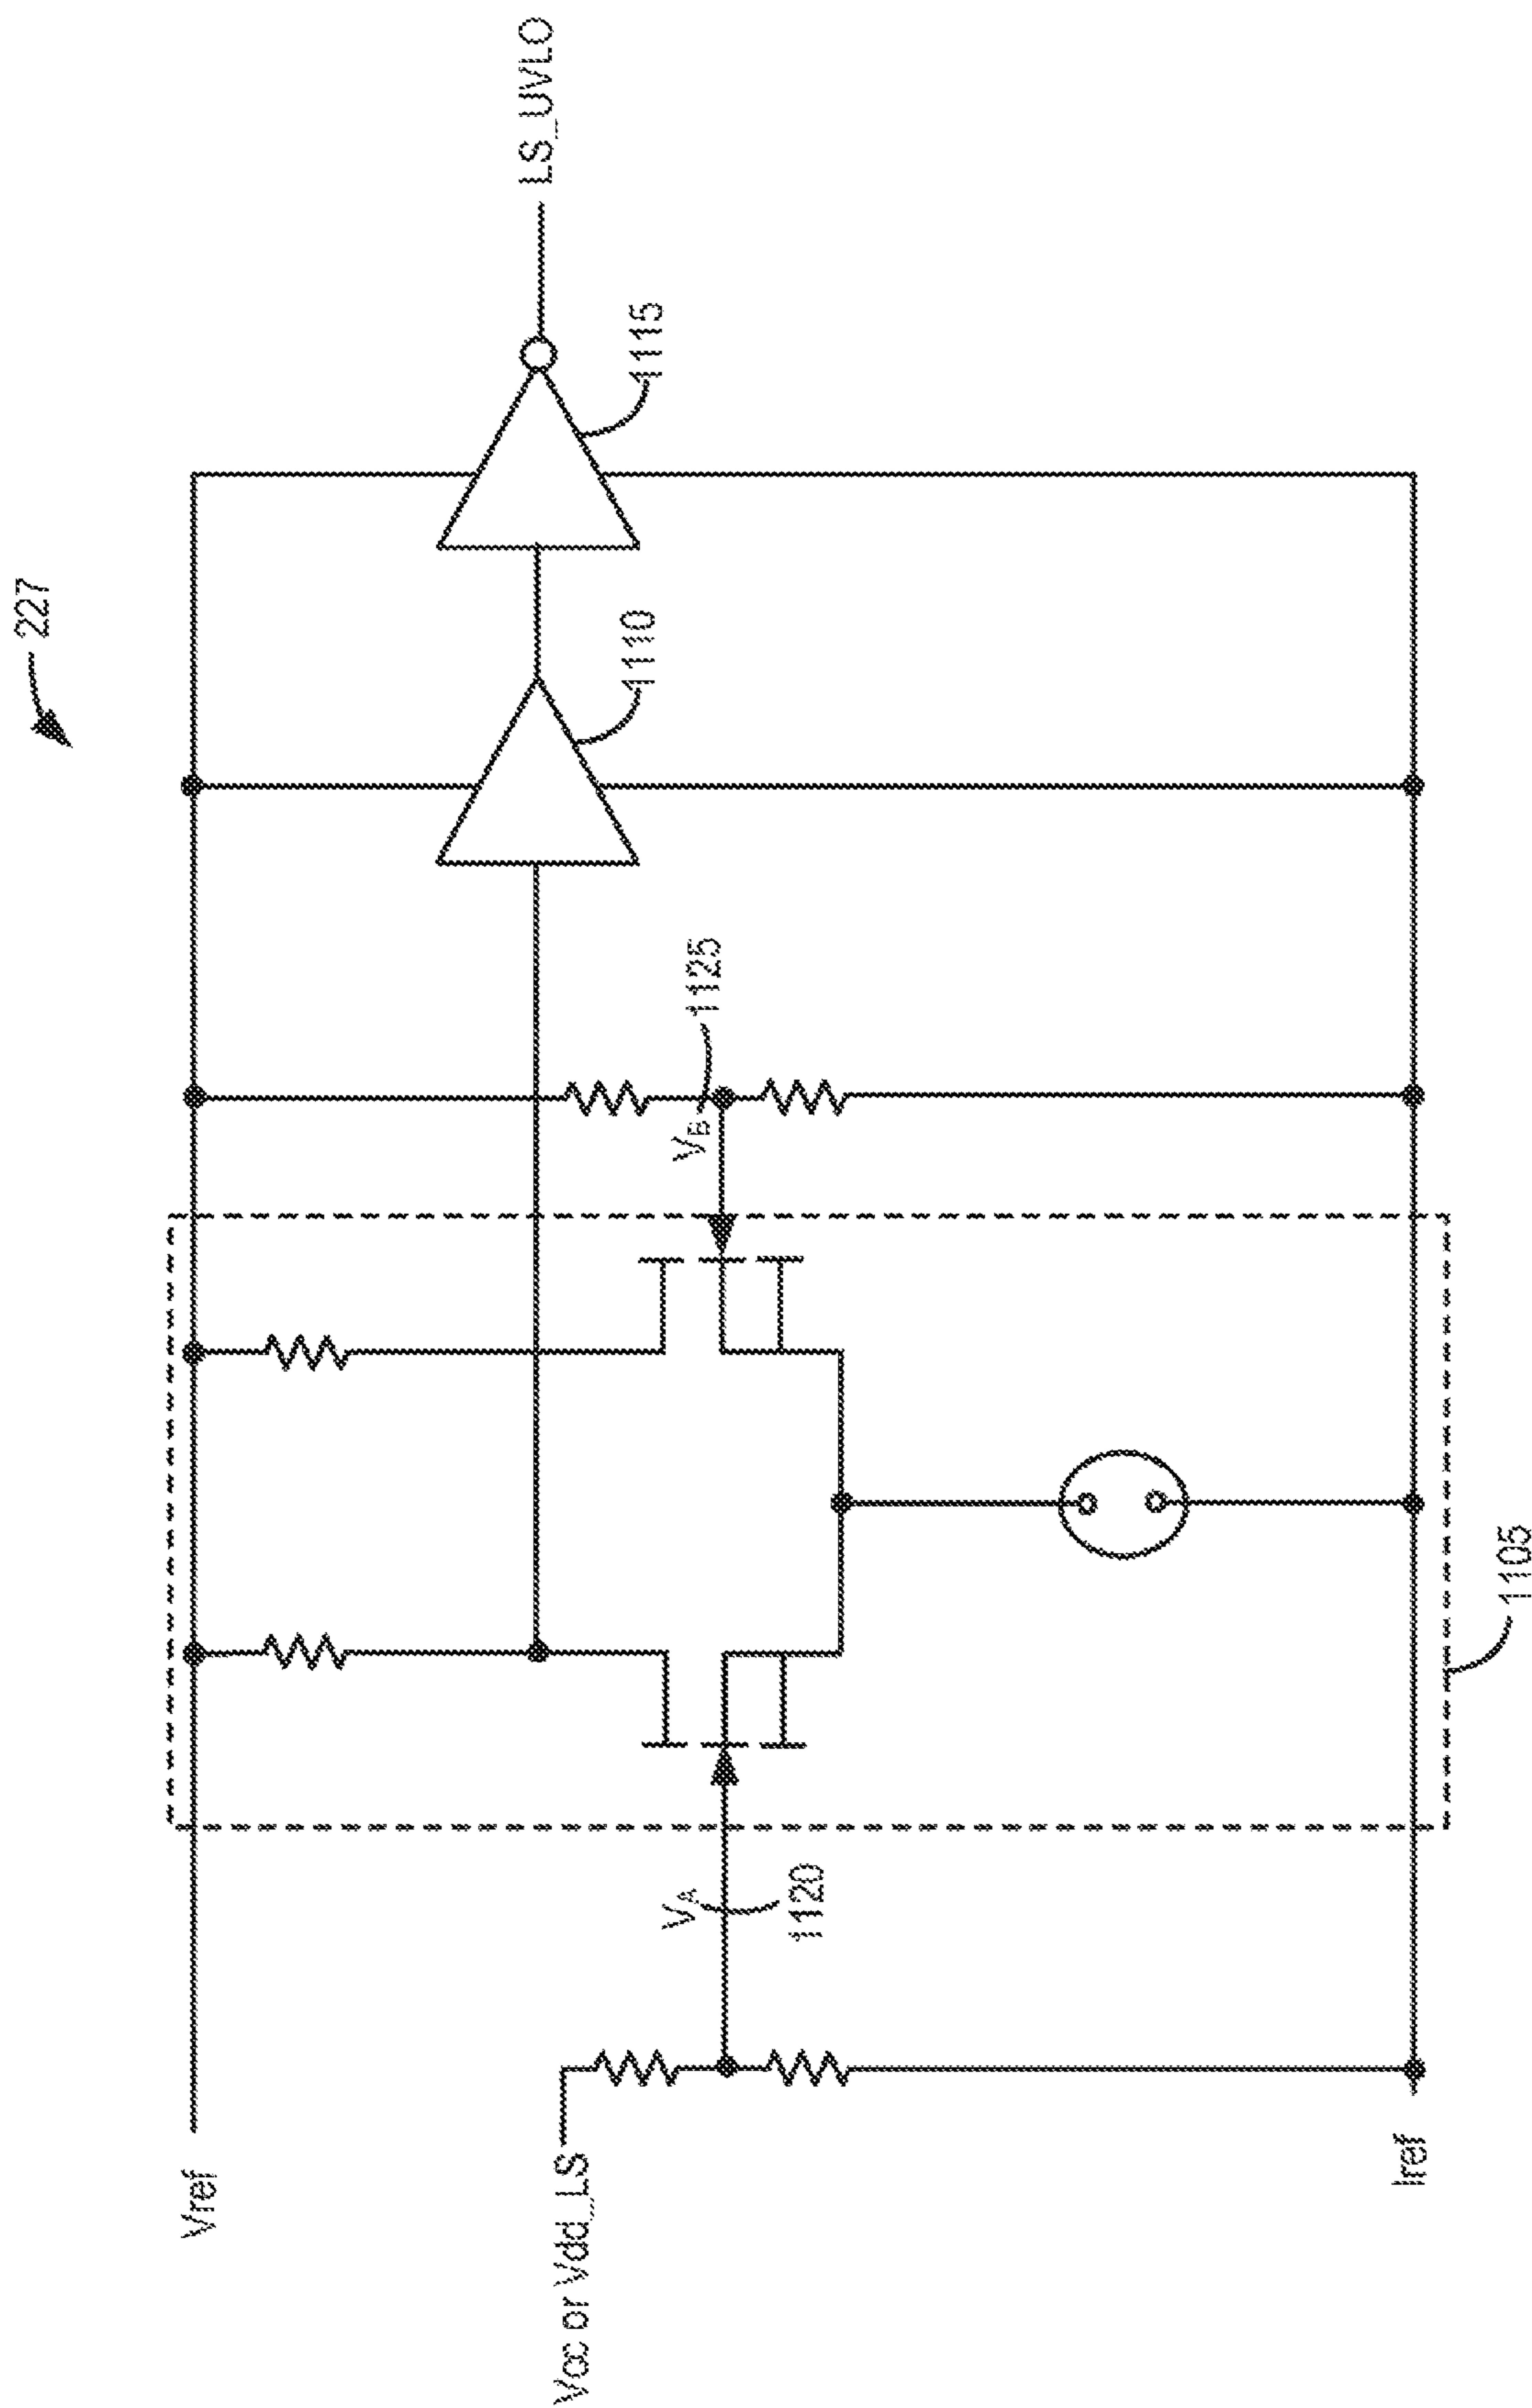 227
Vref
Vcc or Vdd_LS
Iref
VA
1120
1105
VB
1125
1110
1115
LS_UVLO